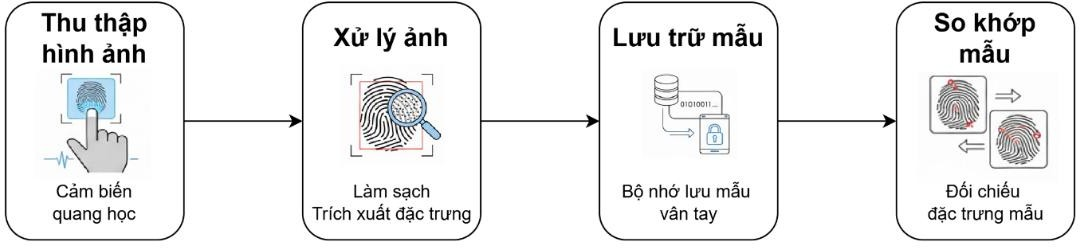 Thu thập
hình ảnh
Cảm biến
quang học
Xử lý ảnh
Làm sạch
Trích xuất đặc trưng
Lưu trữ mẫu
01010011...
Bộ nhớ lưu mẫu
vân tay
So khớp
mẫu
Đối chiếu
đặc trưng mẫu